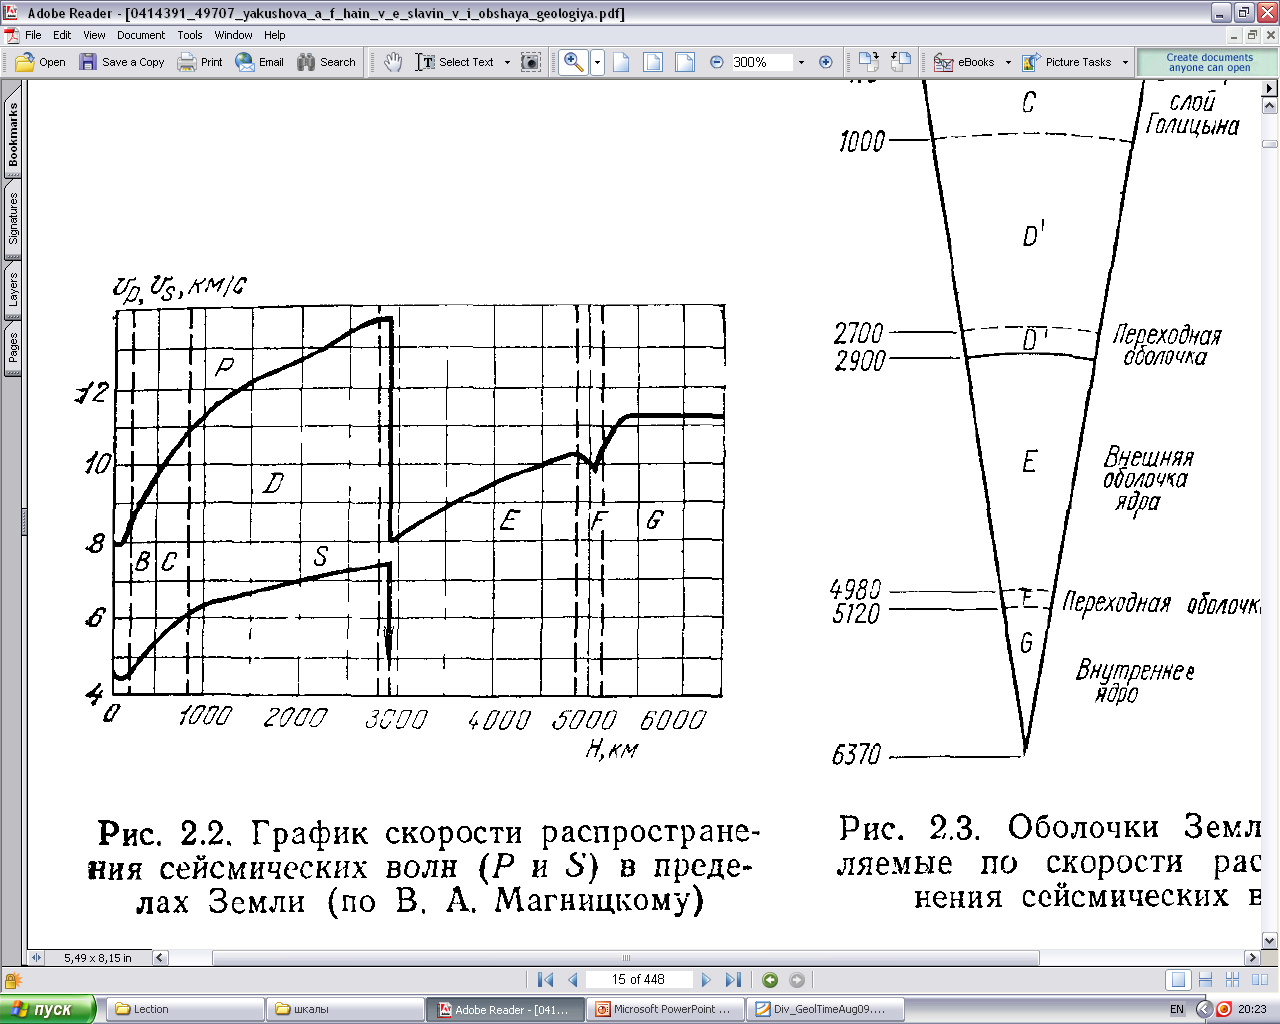 Adobe Reader - [0414391_49707_yakushova_a_f_hain_v_e_slavin_v_i_obshaya_geologiya.pdf]
File Edit View Document Tools Window Help
Open Save a Copy Print Email Search Select Text 300% eBooks Picture Tasks
Create documents
anyone can open
Bookmarks
Signatures
Layers
Pages
υp, υs, км/с
12
10
8
6
4
P
D
B C
S
E
F
G
0 1000 2000 3000 4000 5000 6000
H, км
Рис. 2.2. График скорости распростране-
ния сейсмических волн (P и S) в преде-
лах Земли (по В. А. Магницкому)
C
слой
Голицына
1000
D'
2700
2900
D'
Переходная
оболочка
E
Внешняя
оболочка
ядра
4980
5120
F
Переходная оболочк
G
Внутреннее
ядро
6370
Рис. 2.3. Оболочки Земл
ляемые по скорости рас
нения сейсмических в
5,49 x 8,15 in
15 of 448
пуск Lection шкалы Adobe Reader - [041... Microsoft PowerPoint ... Div_GeolTimeAug09.... EN 20:23